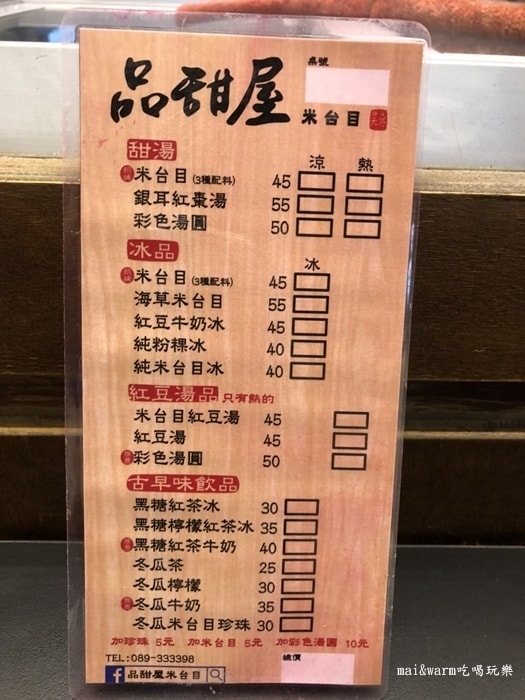 桌號
品甜屋
米台目
甜湯
涼 熱
米台目(3種配料) 45
銀耳紅棗湯 55
彩色湯圓 50
冰品
冰
米台目(3種配料) 45
海草米台目 55
紅豆牛奶冰 45
純粉粿冰 40
純米台目冰 40
紅豆湯品 只有熱的
米台目紅豆湯 45
紅豆湯 45
彩色湯圓 50
古早味飲品
黑糖紅茶冰 30
黑糖檸檬紅茶冰 35
黑糖紅茶牛奶 40
冬瓜茶 25
冬瓜檸檬 30
冬瓜牛奶 35
冬瓜米台目珍珠 30
加珍珠 5元 加米台目 5元 加彩色湯圓 10元
TEL:089-333398
總價
f 品甜屋米台目
mai&warm吃喝玩樂